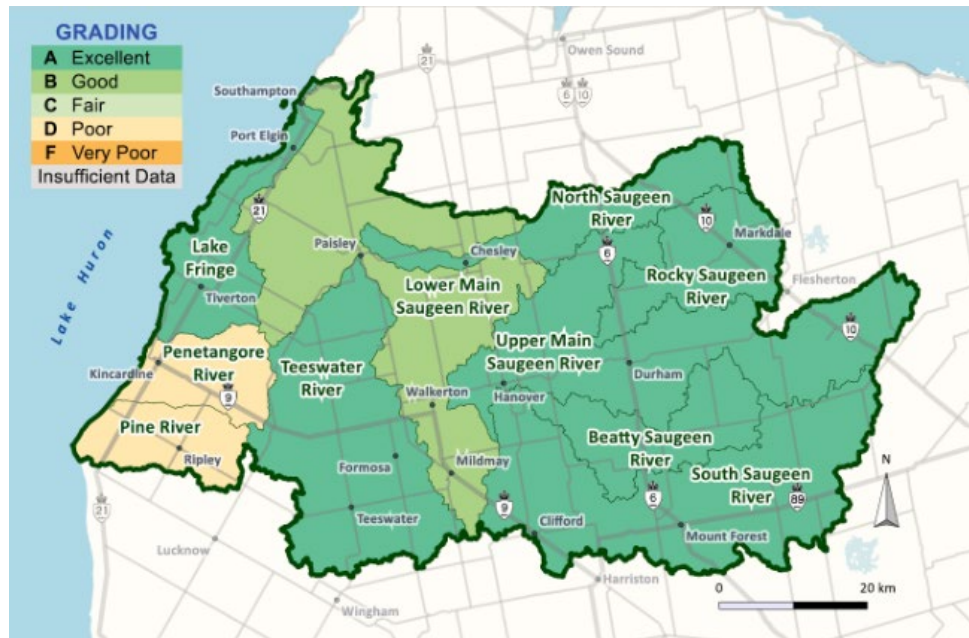 GRADING
A Excellent
B Good
C Fair
D Poor
F Very Poor
Insufficient Data
Owen Sound
21
6
10
Southampton
Port Elgin
North Saugeen
River
21
10
Markdale
Paisley
6
Lake
Fringe
Chesley
Lake Huron
Rocky Saugeen
River
Flesherton
Tiverton
Lower Main
Saugeen River
10
Penetangore
River
Upper Main
Saugeen River
Kincardine
Teeswater
River
Durham
9
Hanover
Walkerton
Pine River
Beatty Saugeen
River
Ripley
Formosa
Mildmay
South Saugeen
River
N
21
9
6
89
Teeswater
Clifford
Mount Forest
Lucknow
Harriston
Wingham
0
20 km